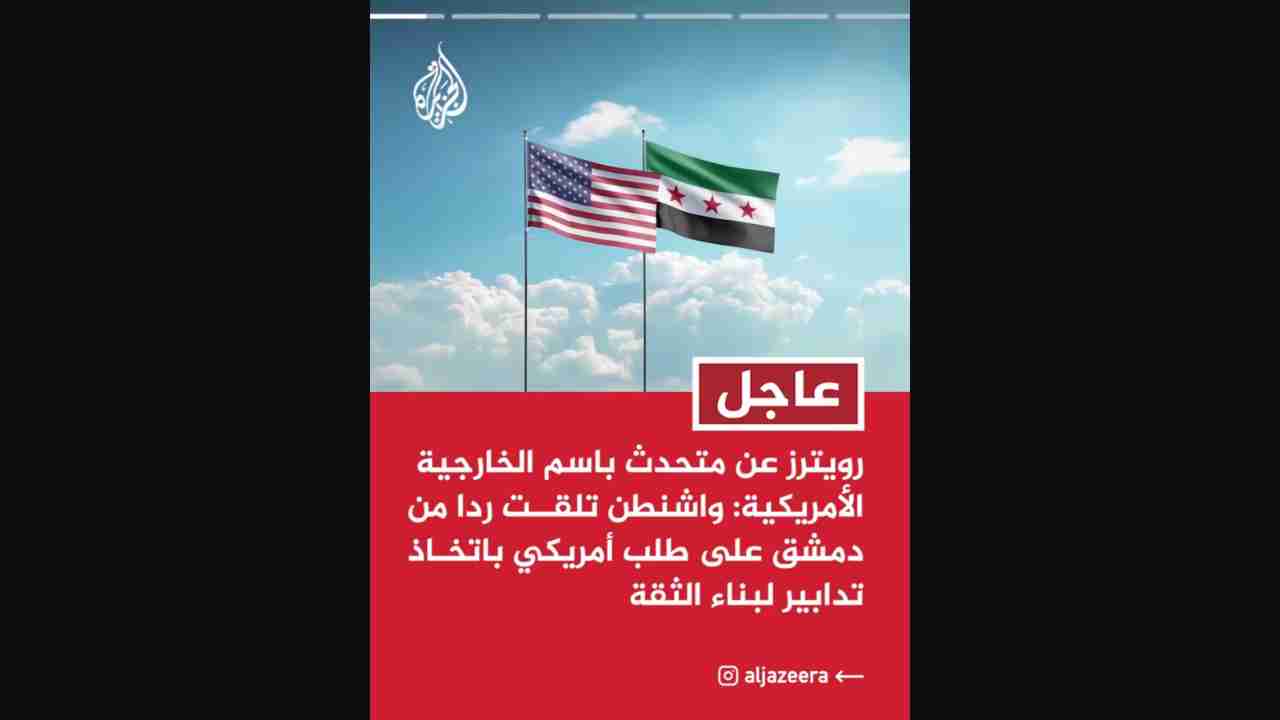 الجزيرة
عاجل
رويترز عن متحدث باسم الخارجية
الأمريكية: واشنطن تلقت ردا من
دمشق على طلب أمريكي باتخاذ
تدابير لبناء الثقة
aljazeera